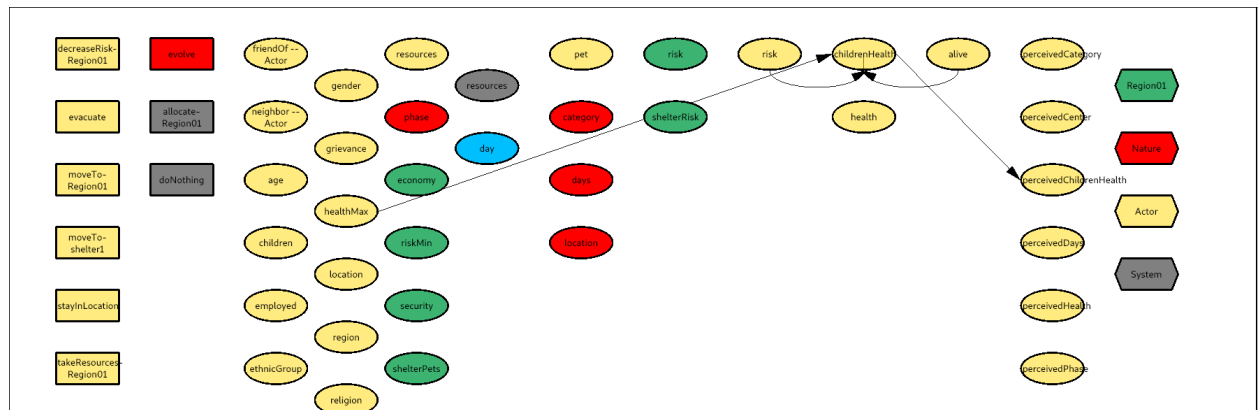 decreaseRisk-
Region01
evolve
friendOf --
Actor
resources
pet
risk
risk
childrenHealth
alive
perceivedCategory
gender
resources
Region01
evacuate
allocate-
Region01
neighbor --
Actor
phase
category
shelterRisk
health
perceivedCenter
grievance
day
Nature
moveTo-
Region01
doNothing
age
economy
days
perceivedChildrenHealth
healthMax
Actor
moveTo-
shelter1
children
riskMin
location
perceivedDays
location
System
stayInLocation
employed
security
perceivedHealth
region
takeResources-
Region01
ethnicGroup
shelterPets
perceivedPhase
religion